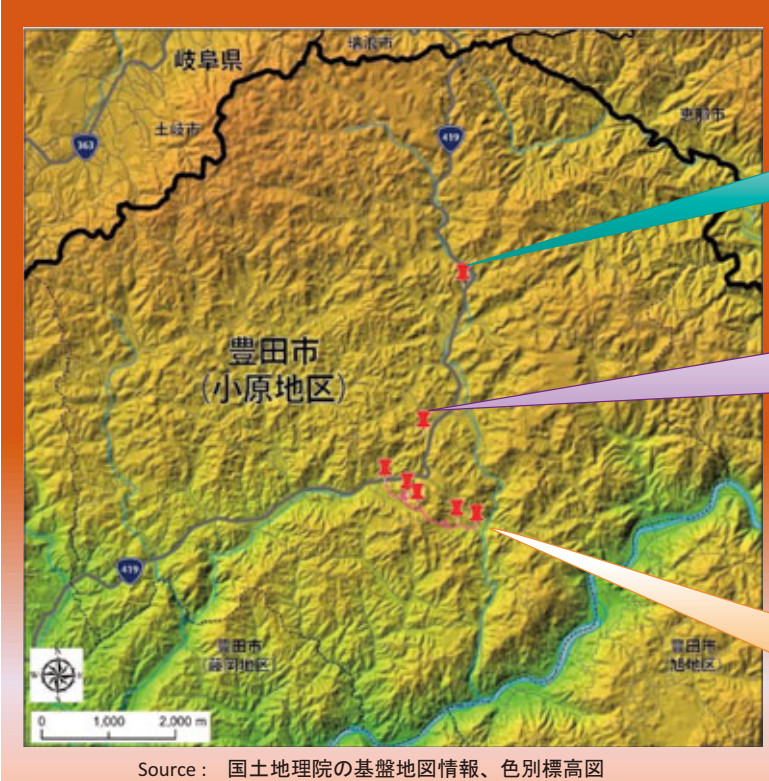 瑞浪市
岐阜県
恵那市
土岐市
363
419
豊田市
(小原地区)
419
豊田市
(藤岡地区)
豊田市
旭地区)
N
W
E
S
0 1,000 2,000 m
Source : 国土地理院の基盤地図情報、色別標高図